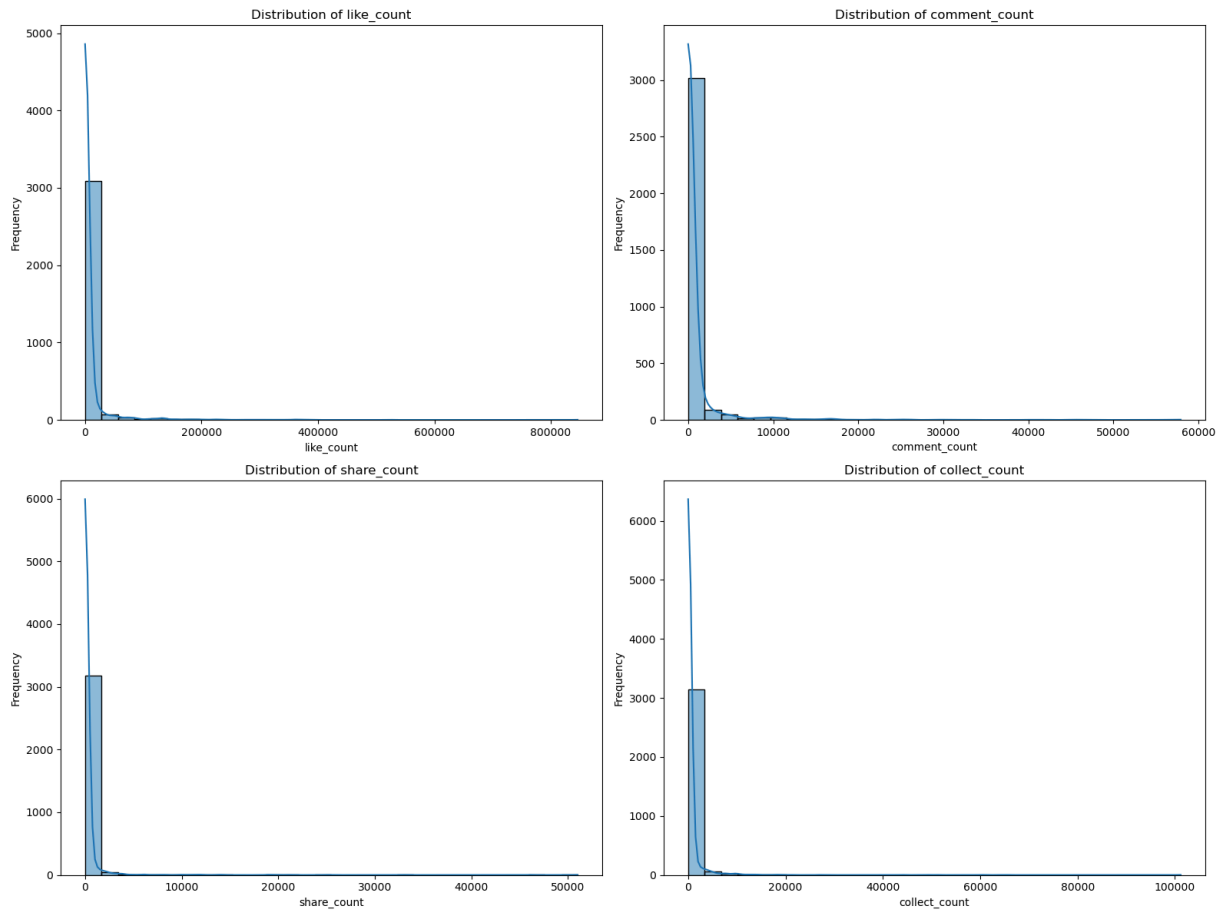 Distribution of like_count
5000
4000
3000
2000
1000
0
Frequency
0 200000 400000 600000 800000
like_count
Distribution of comment_count
3000
2500
2000
1500
1000
500
0
Frequency
0 10000 20000 30000 40000 50000 60000
comment_count
Distribution of share_count
6000
5000
4000
3000
2000
1000
0
Frequency
0 10000 20000 30000 40000 50000
share_count
Distribution of collect_count
6000
5000
4000
3000
2000
1000
0
Frequency
0 20000 40000 60000 80000 100000
collect_count